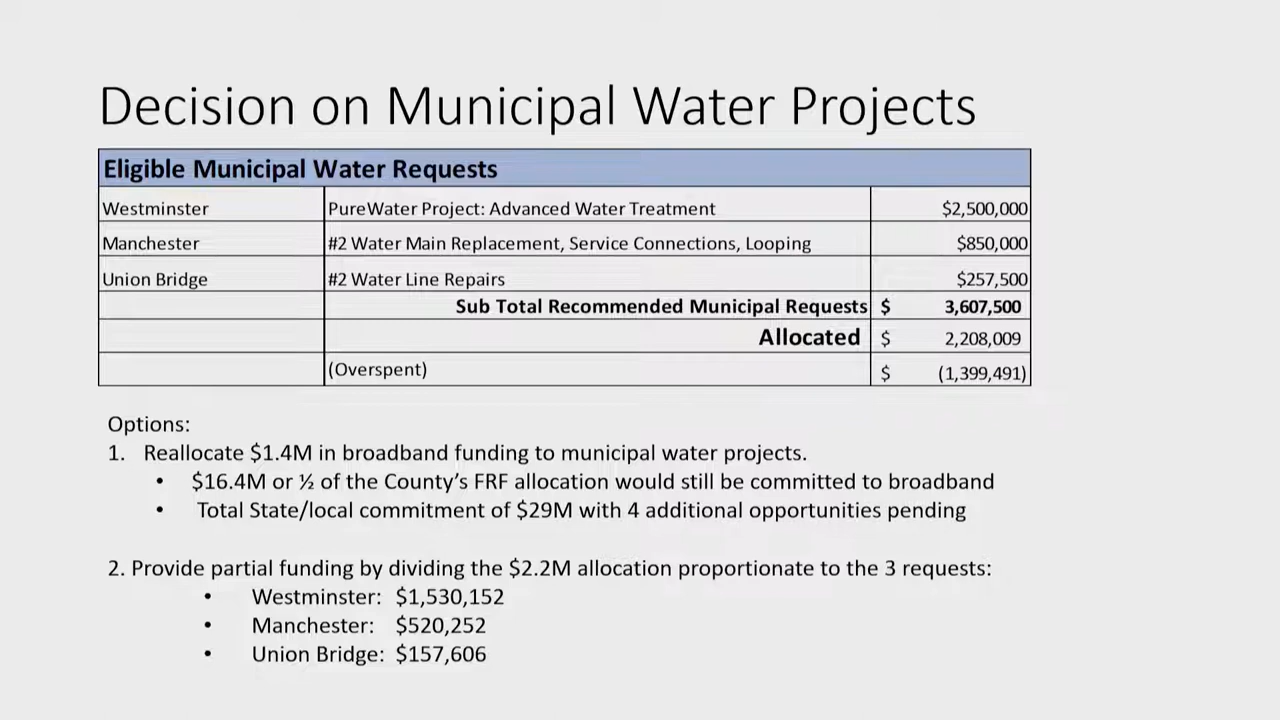 Decision on Municipal Water Projects
Eligible Municipal Water Requests
Westminster PureWater Project: Advanced Water Treatment $2,500,000
Manchester #2 Water Main Replacement, Service Connections, Looping $850,000
Union Bridge #2 Water Line Repairs $257,500
Sub Total Recommended Municipal Requests $ 3,607,500
Allocated $ 2,208,009
(Overspent) $ (1,399,491)
Options:
1. Reallocate $1.4M in broadband funding to municipal water projects.
• $16.4M or ½ of the County’s FRF allocation would still be committed to broadband
• Total State/local commitment of $29M with 4 additional opportunities pending
2. Provide partial funding by dividing the $2.2M allocation proportionate to the 3 requests:
• Westminster: $1,530,152
• Manchester: $520,252
• Union Bridge: $157,606